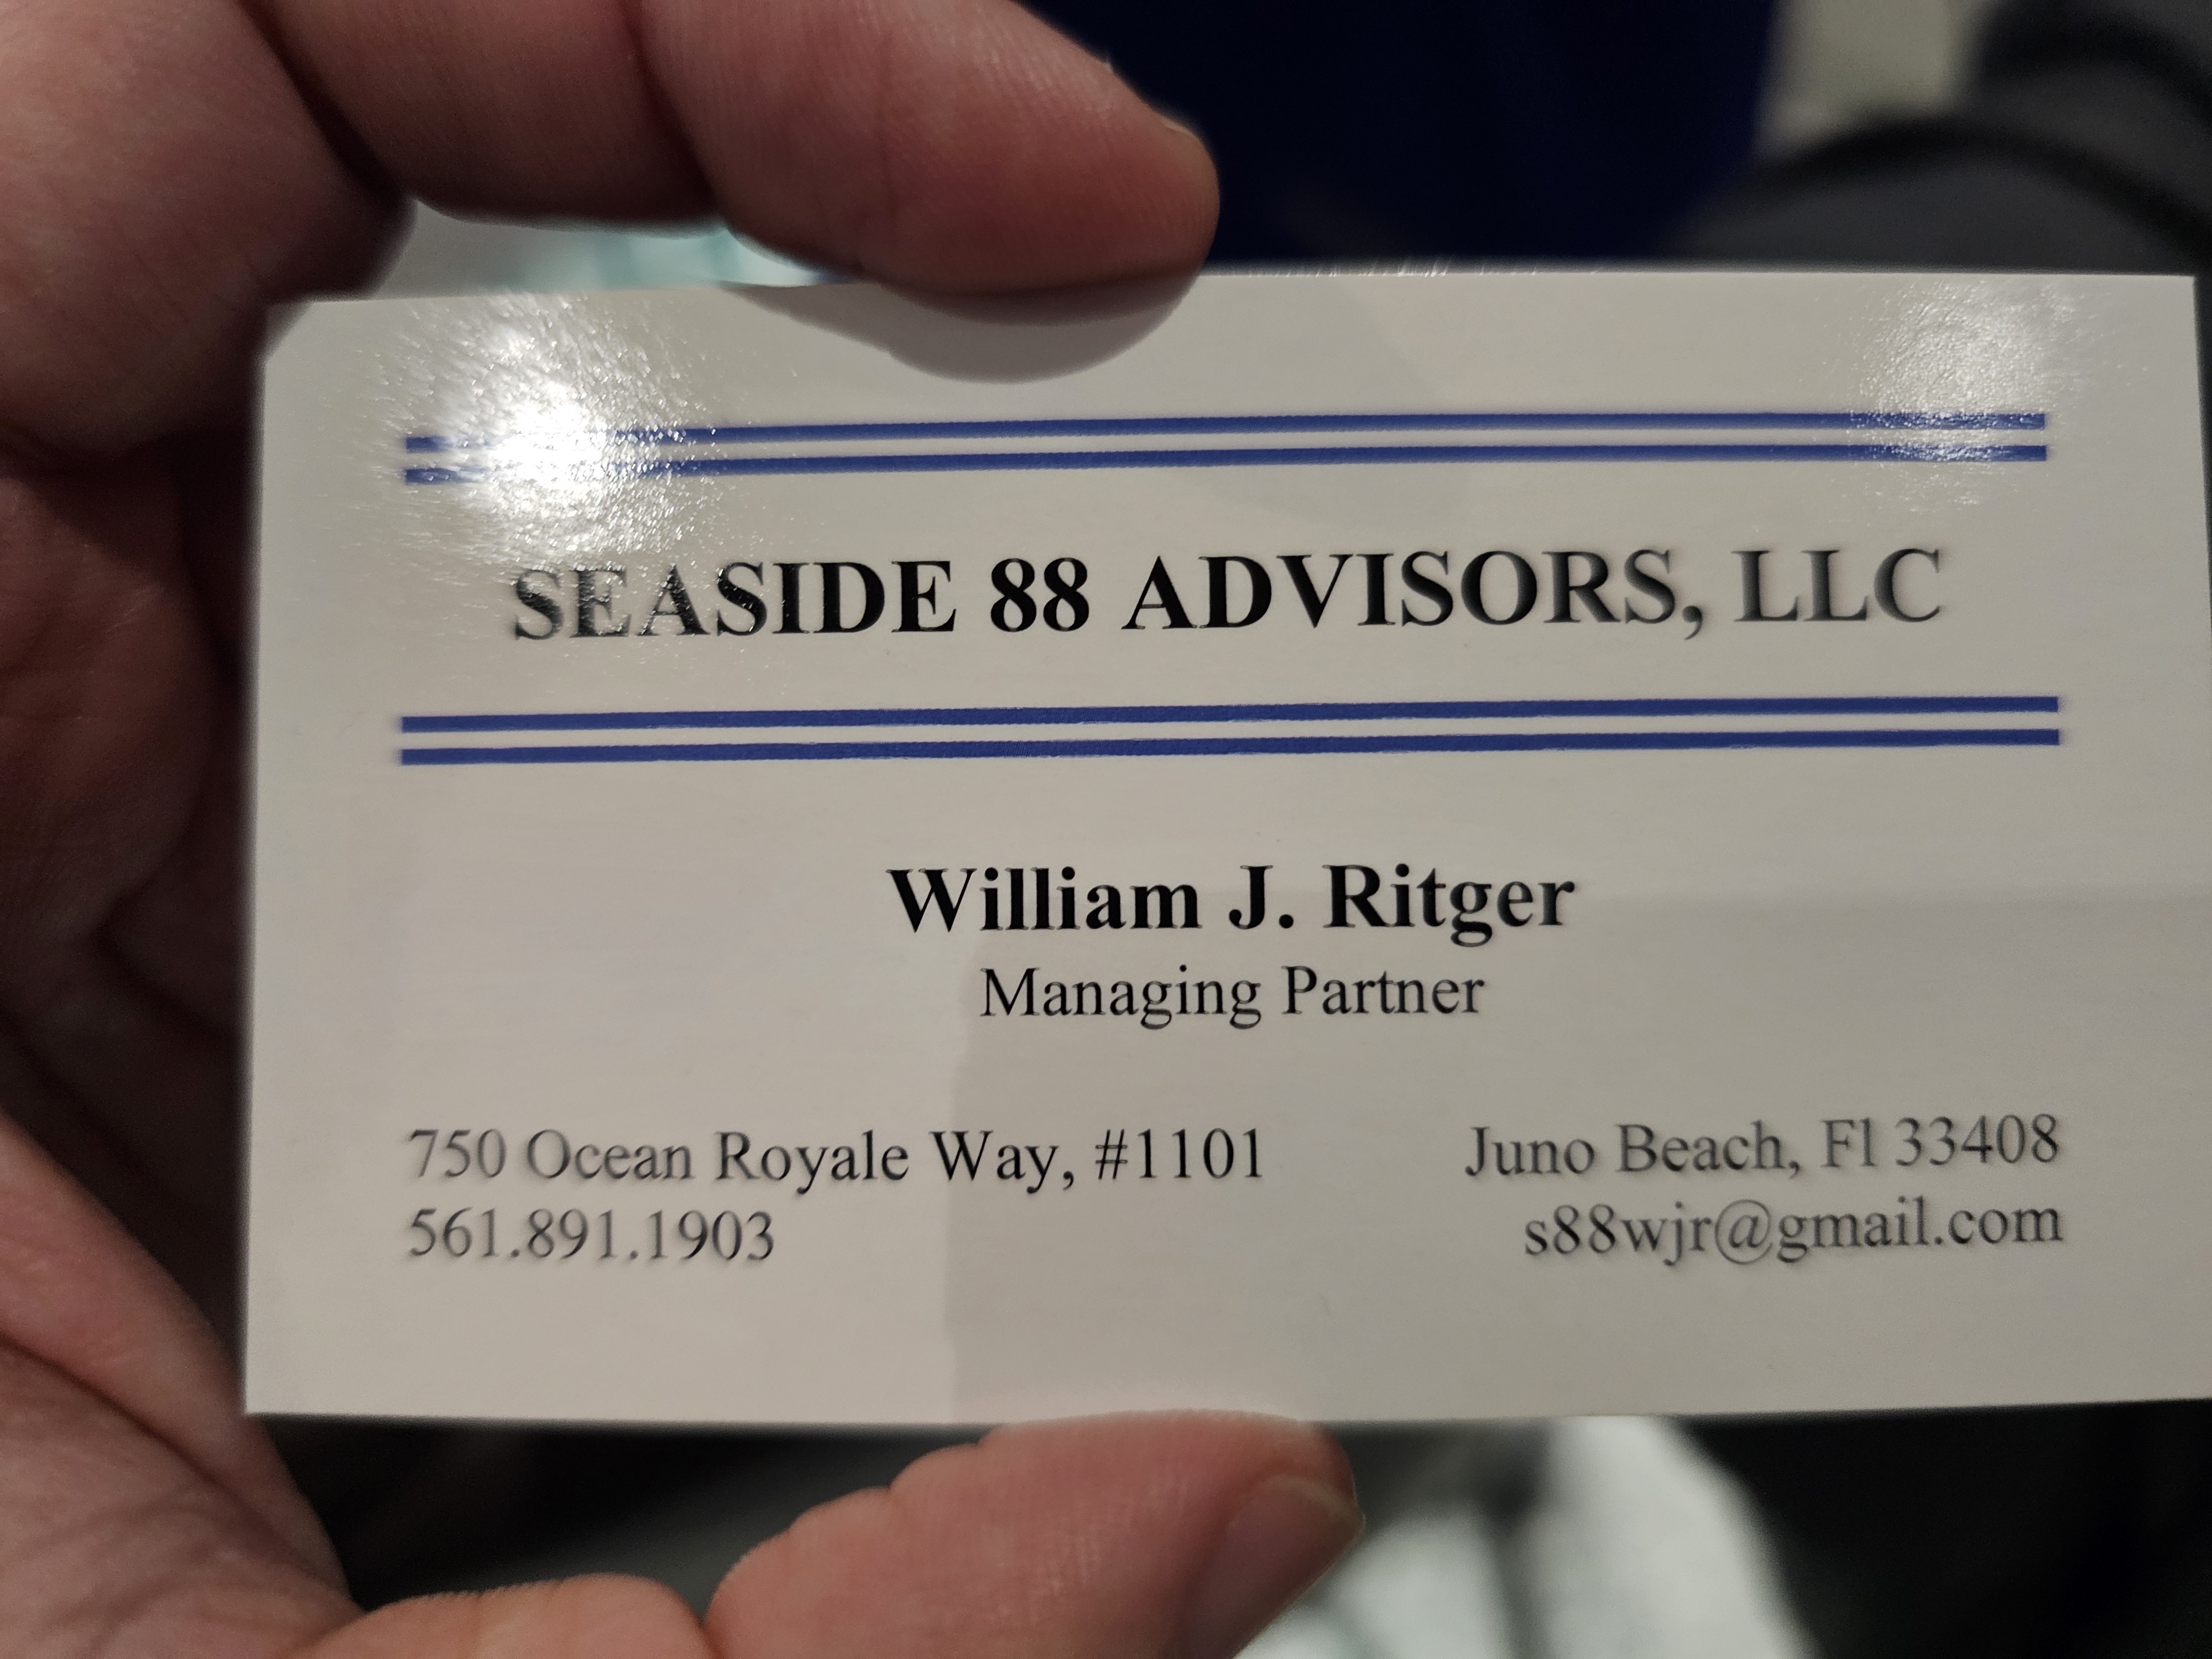 SEASIDE 88 ADVISORS, LLC
William J. Ritger
Managing Partner
750 Ocean Royale Way, #1101 Juno Beach, Fl 33408
561.891.1903 s88wjr@gmail.com